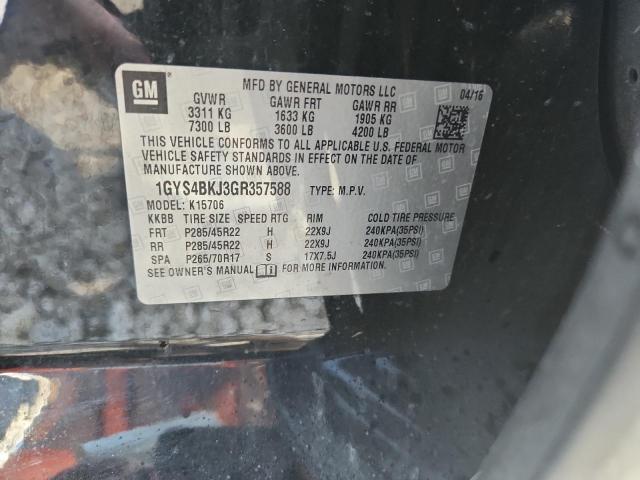 GM
MFD BY GENERAL MOTORS LLC
04/16
GVWR GAWR FRT GAWR RR
3311 KG 1633 KG 1905 KG
7300 LB 3600 LB 4200 LB
THIS VEHICLE CONFORMS TO ALL APPLICABLE U.S. FEDERAL MOTOR
VEHICLE SAFETY STANDARDS IN EFFECT ON THE DATE OF
MANUFACTURE SHOWN ABOVE.
1GYS4BKJ3GR357588 TYPE: M.P.V.
MODEL: K15706
KKBB TIRE SIZE SPEED RTG RIM COLD TIRE PRESSURE
FRT P285/45R22 H 22X9J 240KPA(35PSI)
RR P285/45R22 H 22X9J 240KPA(35PSI)
SPA P265/70R17 S 17X7.5J 240KPA(35PSI)
SEE OWNER'S MANUAL FOR MORE INFORMATION.